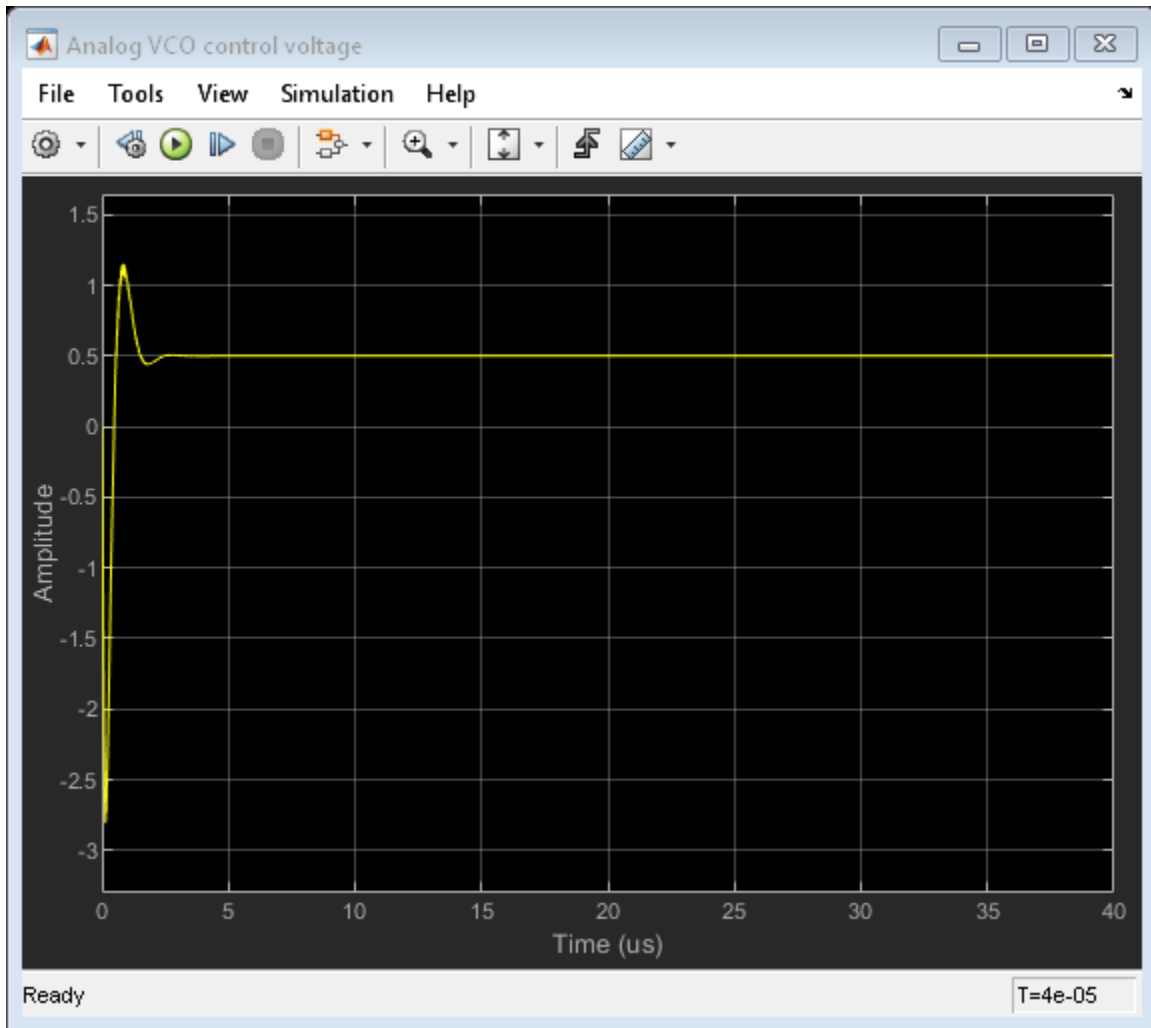 Analog VCO control voltage
File Tools View Simulation Help
1.5
1
0.5
0
-0.5
-1
-1.5
-2
-2.5
-3
Amplitude
0 5 10 15 20 25 30 35 40
Time (us)
Ready T=4e-05